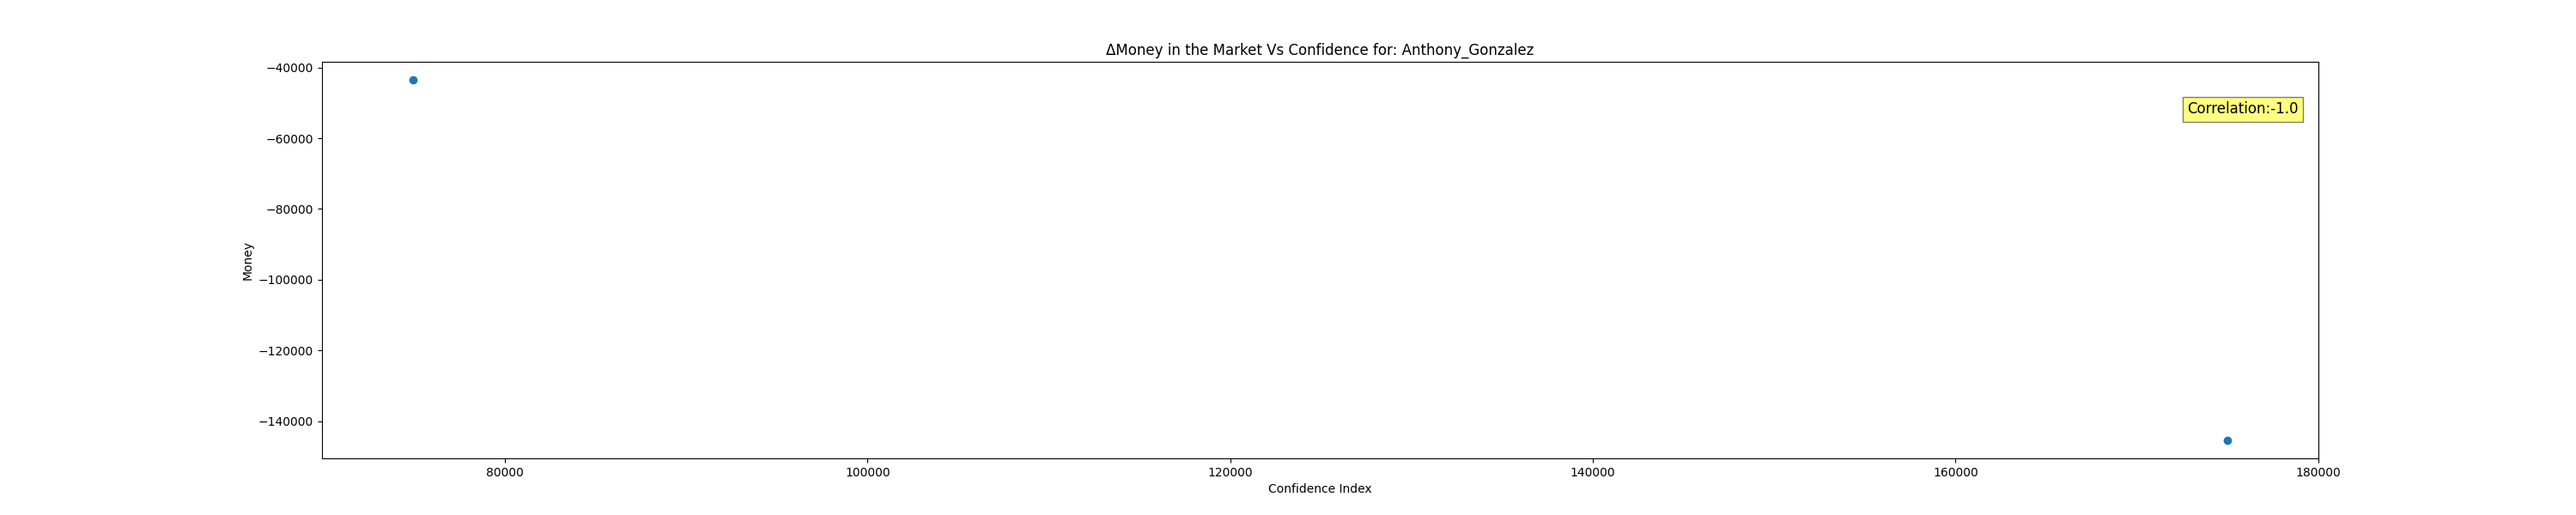 ΔMoney in the Market Vs Confidence for: Anthony_Gonzalez
−40000
Correlation:-1.0
−60000
−80000
Money
−100000
−120000
−140000
80000 100000 120000 140000 160000 180000
Confidence Index